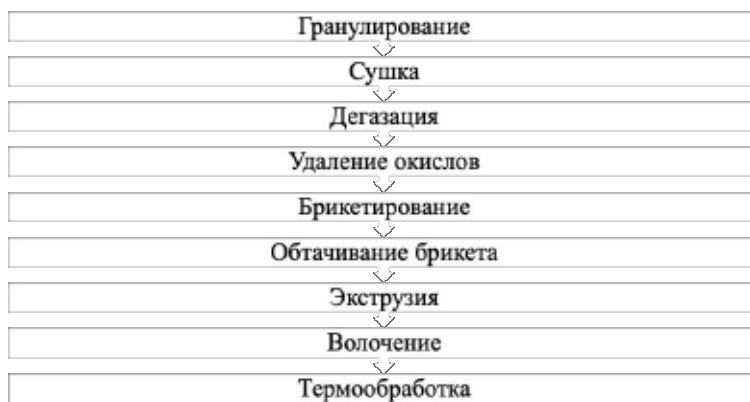 Гранулирование
Сушка
Дегазация
Удаление окислов
Брикетирование
Обтачивание брикета
Экструзия
Волочение
Термообработка